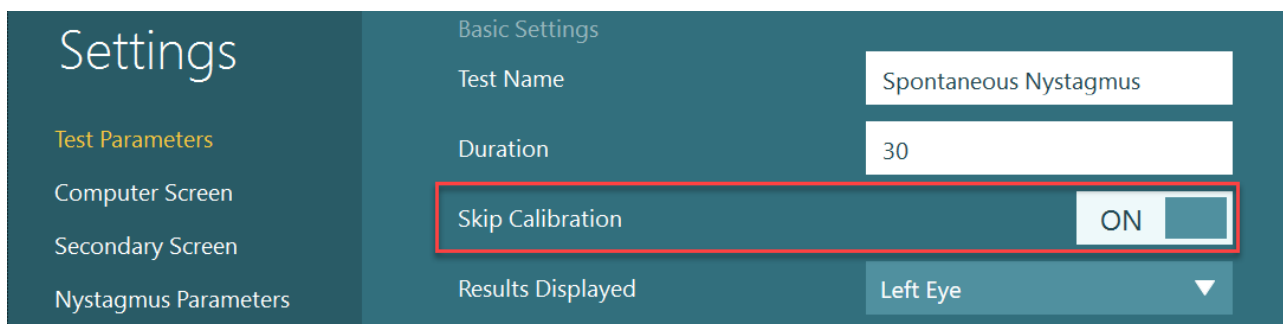 Settings
Test Parameters
Computer Screen
Secondary Screen
Nystagmus Parameters
Basic Settings
Test Name
Spontaneous Nystagmus
Duration
30
Skip Calibration
ON
Results Displayed
Left Eye